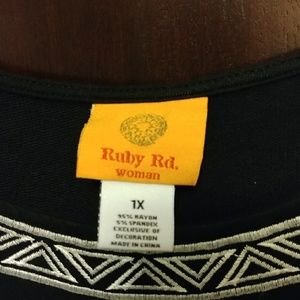 Ruby Rd.
woman
1X
95% RAYON
5% SPANDEX
EXCLUSIVE OF
DECORATION
MADE IN CHINA